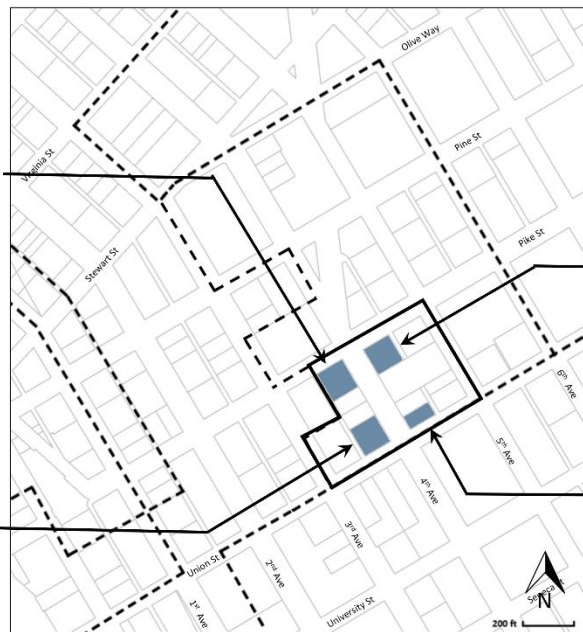 Olive Way
Virginia St
Pine St
Stewart St
Pike St
6th Ave
5th Ave
4th Ave
3rd Ave
Union St
2nd Ave
1st Ave
University St
Seneca
N
200 ft